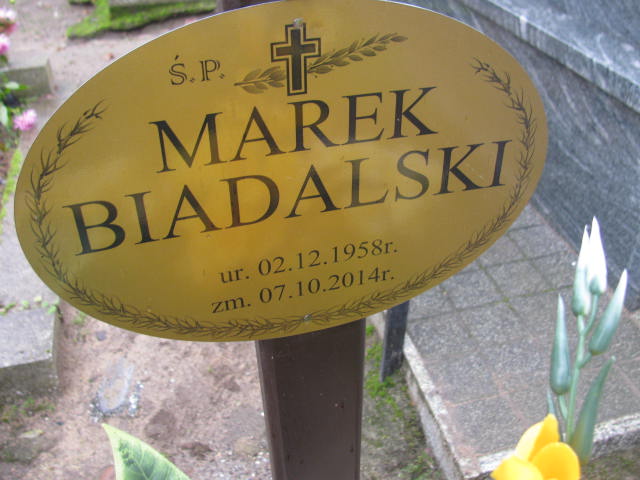 Ś.P.
MAREK
BIADALSKI
ur. 02.12.1958r.
zm. 07.10.2014r.